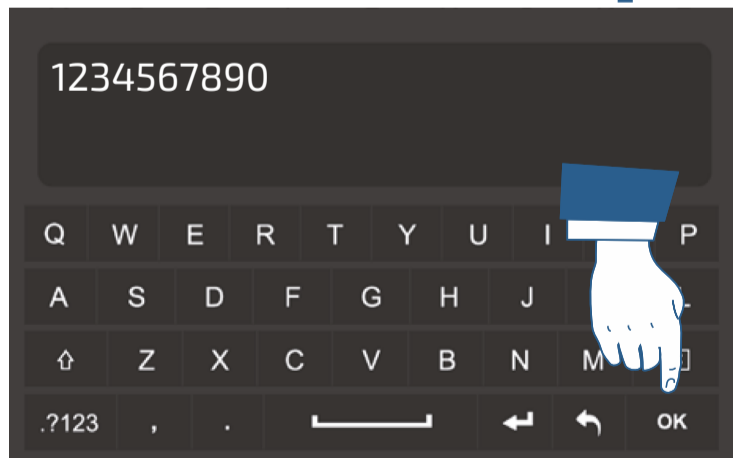 1234567890
Q W E R T Y U I P
A S D F G H J
Z X C V B N M
.?123 , . OK